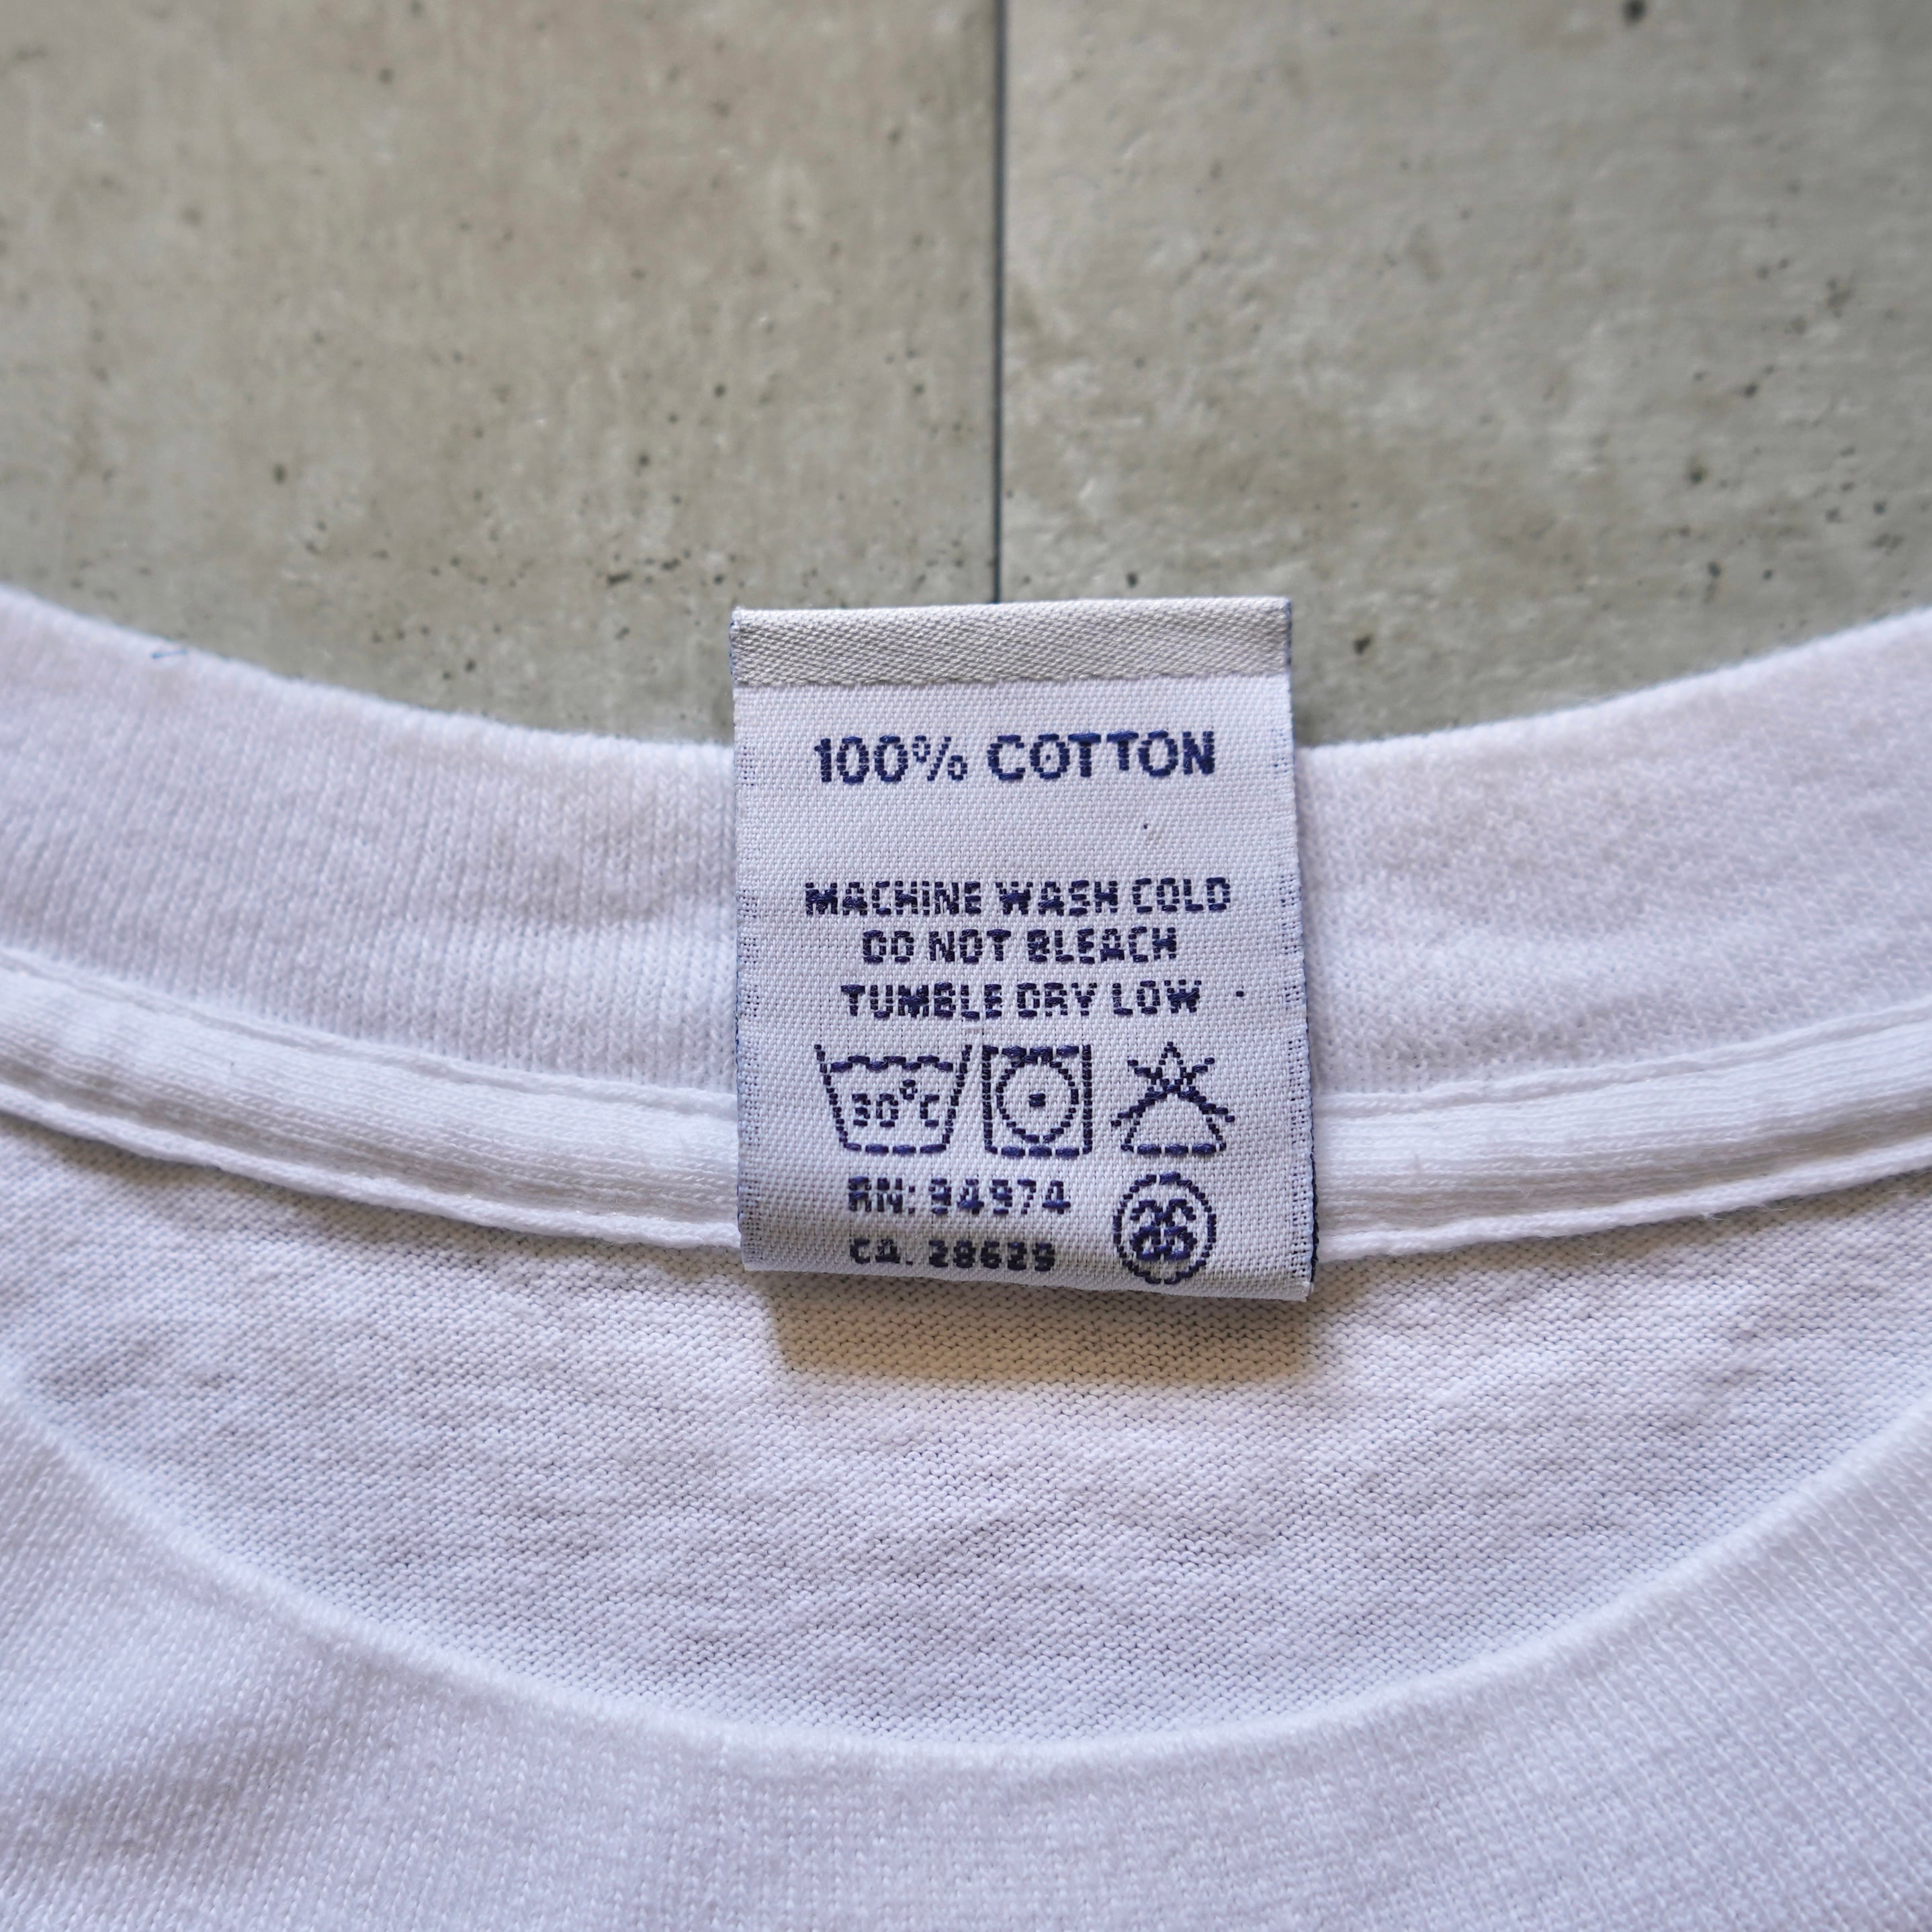 100% COTTON
MACHINE WASH COLD
DO NOT BLEACH
TUMBLE DRY LOW
30°C
RN: 94974
CA. 28629